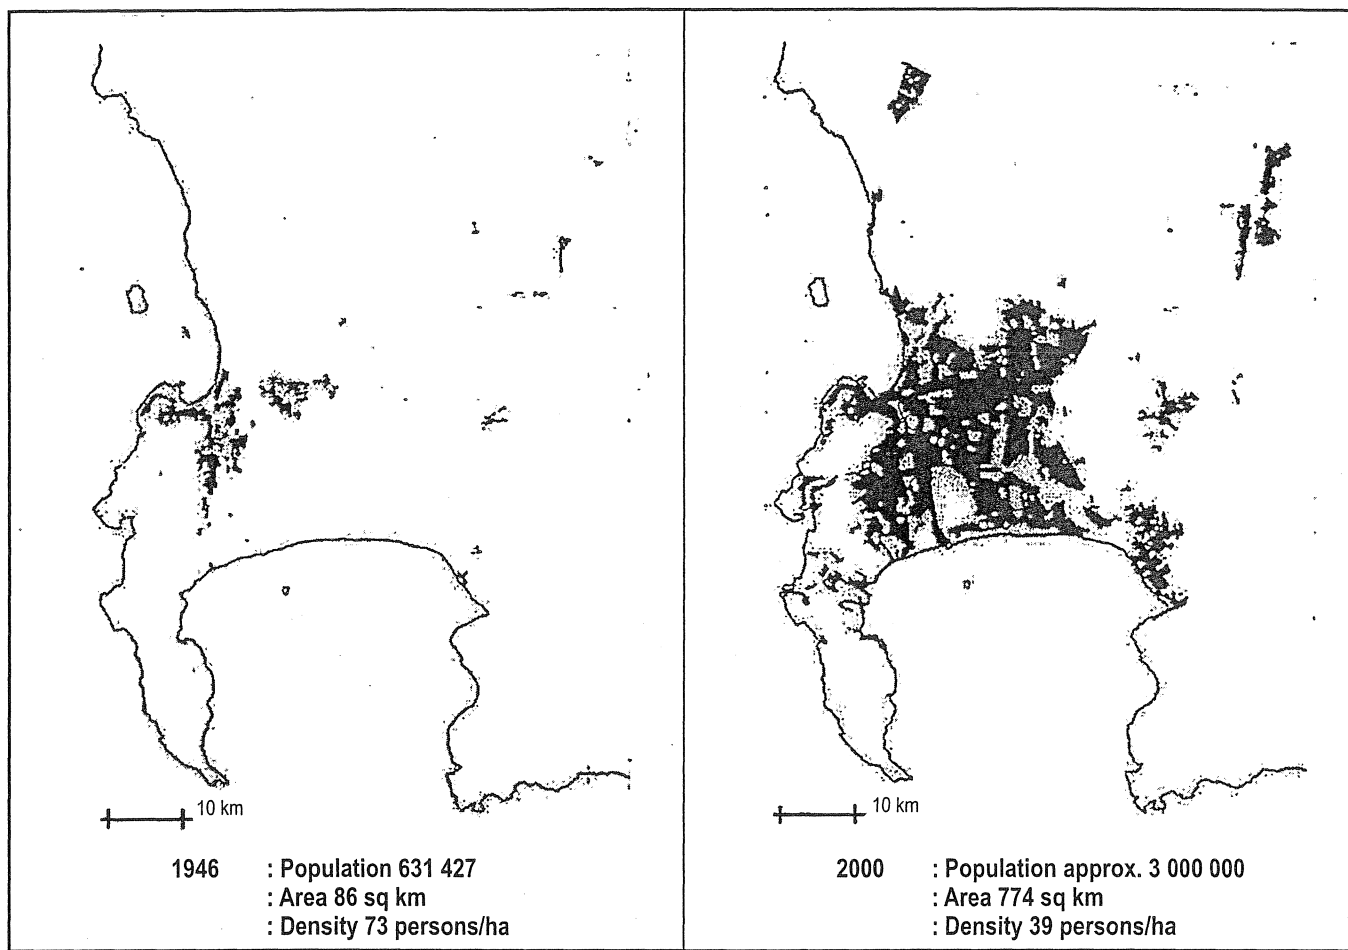 10 km
1946 : Population 631 427
: Area 86 sq km
: Density 73 persons/ha
10 km
2000 : Population approx. 3 000 000
: Area 774 sq km
: Density 39 persons/ha